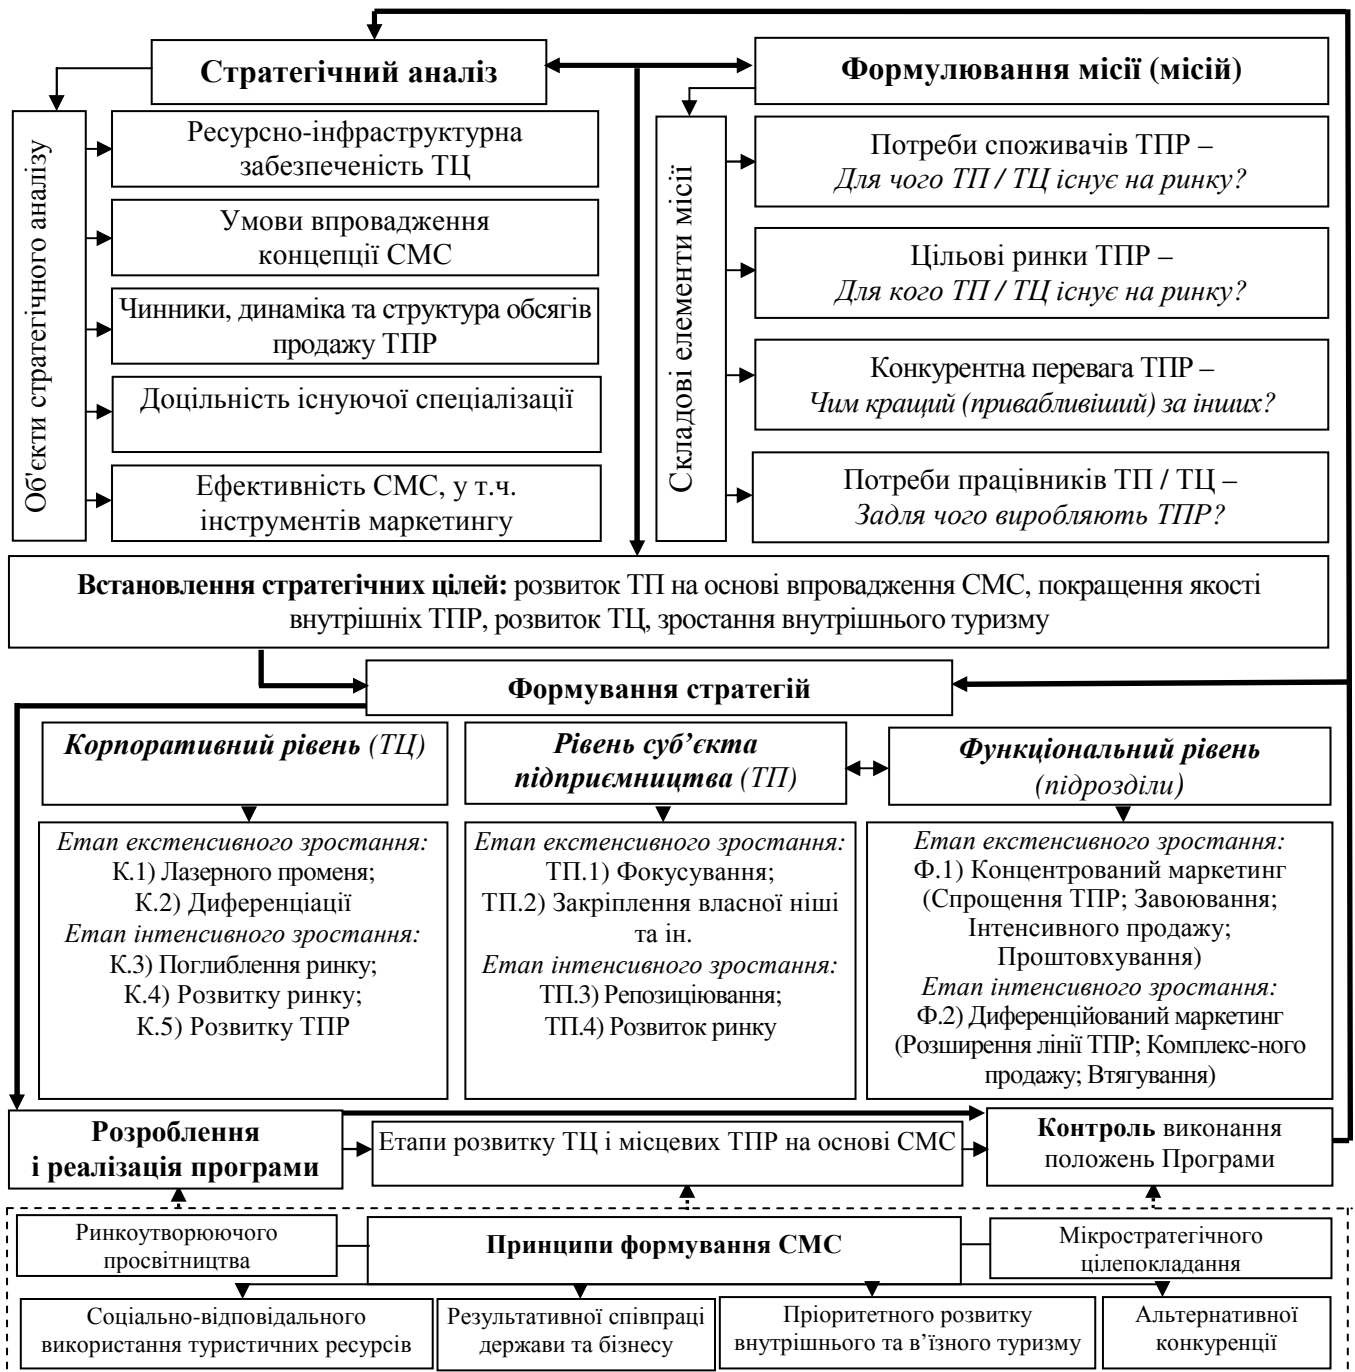 Стратегічний аналіз
Формулювання місії (місій)
Об'єкти стратегічного аналізу
Ресурсно-інфраструктурна
забезпеченість ТЦ
Умови впровадження
концепції СМС
Чинники, динаміка та структура обсягів
продажу ТПР
Доцільність існуючої спеціалізації
Ефективність СМС, у т.ч.
інструментів маркетингу
Складові елементи місії
Потреби споживачів ТПР –
Для чого ТП / ТЦ існує на ринку?
Цільові ринки ТПР –
Для кого ТП / ТЦ існує на ринку?
Конкурентна перевага ТПР –
Чим кращий (привабливіший) за інших?
Потреби працівників ТП / ТЦ –
Задля чого виробляють ТПР?
Встановлення стратегічних цілей: розвиток ТП на основі впровадження СМС, покращення якості
внутрішніх ТПР, розвиток ТЦ, зростання внутрішнього туризму
Формування стратегій
Корпоративний рівень (ТЦ)
Рівень суб’єкта
підприємництва (ТП)
Функціональний рівень
(підрозділи)
Етап екстенсивного зростання:
К.1) Лазерного променя;
К.2) Диференціації
Етап інтенсивного зростання:
К.3) Поглиблення ринку;
К.4) Розвитку ринку;
К.5) Розвитку ТПР
Етап екстенсивного зростання:
ТП.1) Фокусування;
ТП.2) Закріплення власної ніші
та ін.
Етап інтенсивного зростання:
ТП.3) Репозиціювання;
ТП.4) Розвиток ринку
Етап екстенсивного зростання:
Ф.1) Концентрований маркетинг
(Спрощення ТПР; Завоювання;
Інтенсивного продажу;
Проштовхування)
Етап інтенсивного зростання:
Ф.2) Диференційований маркетинг
(Розширення лінії ТПР; Комплекс-ного
продажу; Втягування)
Розроблення
і реалізація програми
Етапи розвитку ТЦ і місцевих ТПР на основі СМС
Контроль виконання
положень Програми
Ринкоутворюючого
просвітництва
Принципи формування СМС
Мікростратегічного
цілепокладання
Соціально-відповідального
використання туристичних ресурсів
Результативної співпраці
держави та бізнесу
Пріоритетного розвитку
внутрішнього та в’їзного туризму
Альтернативної
конкуренції